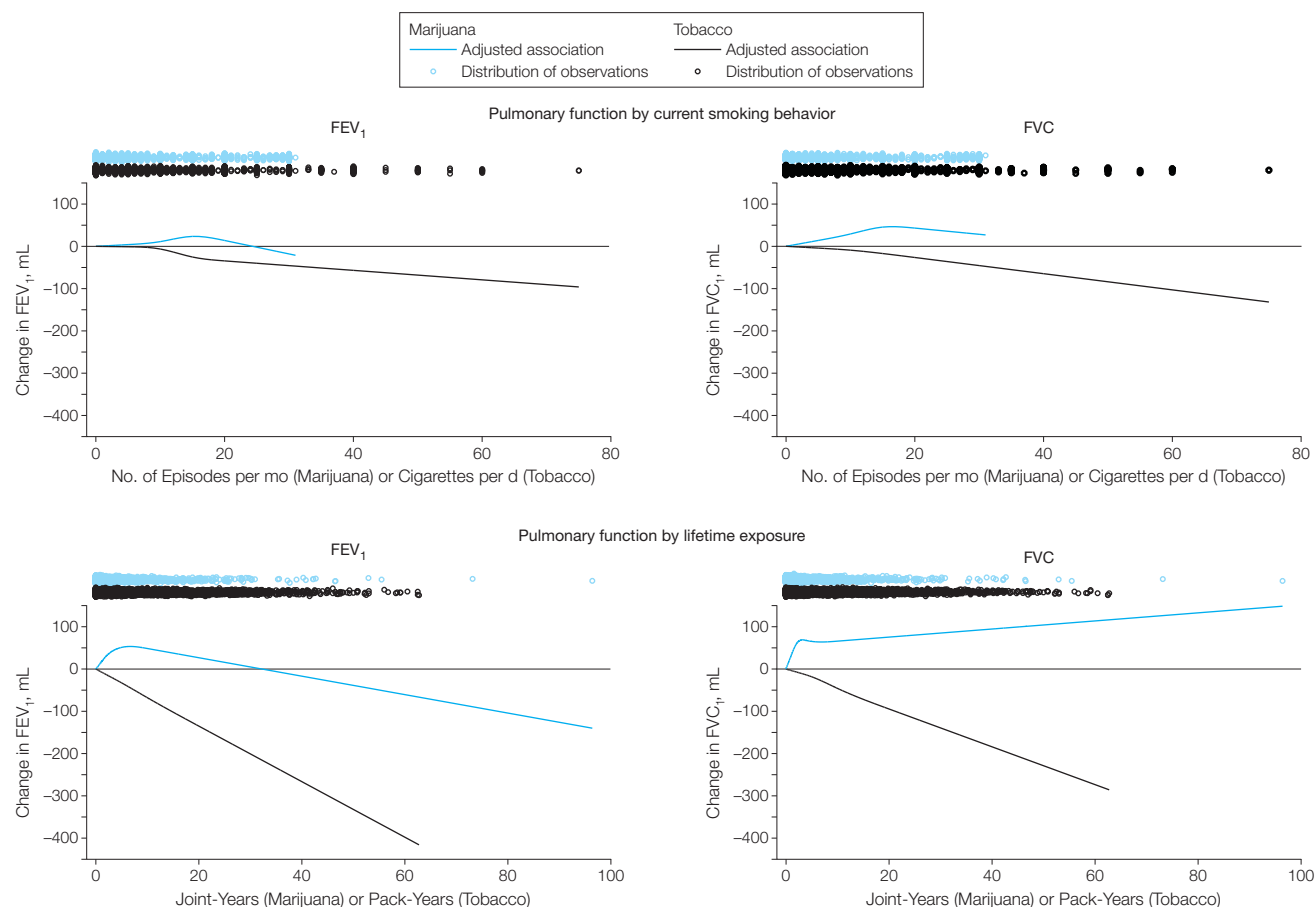 Marijuana Tobacco
Adjusted association Adjusted association
Distribution of observations Distribution of observations
Pulmonary function by current smoking behavior
FEV1 FVC
100
0
–100
–200
–300
–400
Change in FEV1, mL
0 20 40 60 80
No. of Episodes per mo (Marijuana) or Cigarettes per d (Tobacco)
100
0
–100
–200
–300
–400
Change in FVC1, mL
0 20 40 60 80
No. of Episodes per mo (Marijuana) or Cigarettes per d (Tobacco)
Pulmonary function by lifetime exposure
FEV1 FVC
100
0
–100
–200
–300
–400
Change in FEV1, mL
0 20 40 60 80 100
Joint-Years (Marijuana) or Pack-Years (Tobacco)
100
0
–100
–200
–300
–400
Change in FVC1, mL
0 20 40 60 80 100
Joint-Years (Marijuana) or Pack-Years (Tobacco)